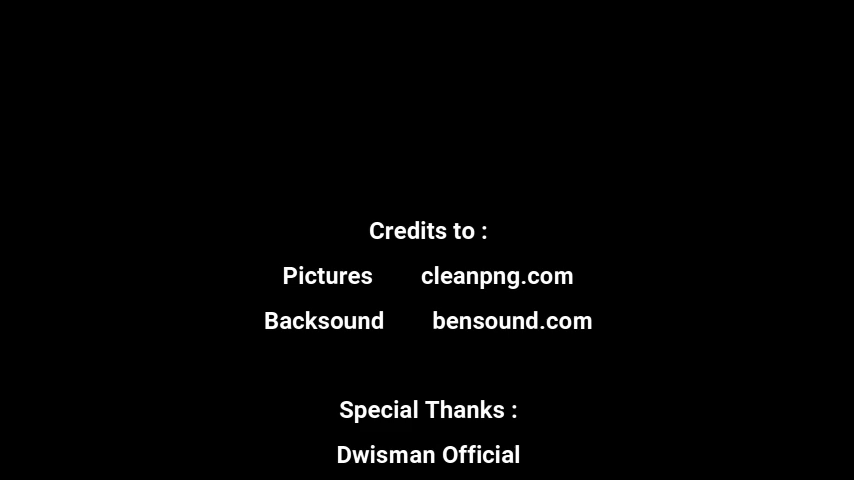 Credits to :
Pictures cleanpng.com
Backsound bensound.com
Special Thanks :
Dwisman Official